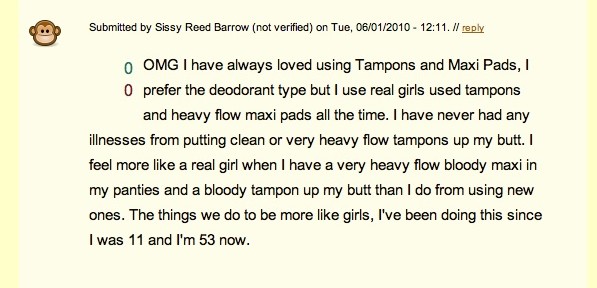 Submitted by Sissy Reed Barrow (not verified) on Tue, 06/01/2010 - 12:11. // reply
0 OMG I have always loved using Tampons and Maxi Pads, I
0 prefer the deodorant type but I use real girls used tampons
and heavy flow maxi pads all the time. I have never had any
illnesses from putting clean or very heavy flow tampons up my butt. I
feel more like a real girl when I have a very heavy flow bloody maxi in
my panties and a bloody tampon up my butt than I do from using new
ones. The things we do to be more like girls, I've been doing this since
I was 11 and I'm 53 now.